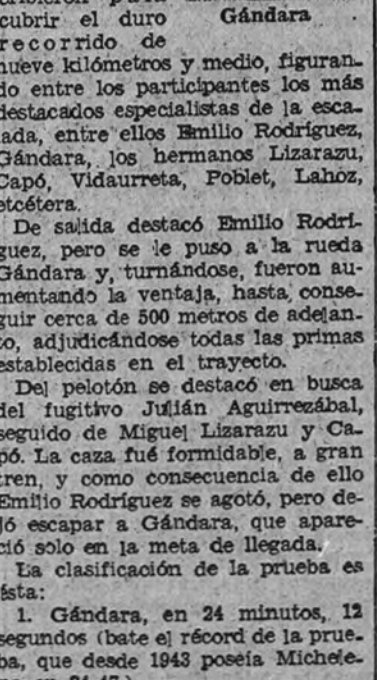 cubrir el duro Gándara
recorrido de
nueve kilómetros y medio, figuran-
do entre los participantes los más
destacados especialistas de la esca-
lada, entre ellos Emilio Rodríguez,
Gándara, los hermanos Lizarazu,
Capó, Vidaurreta, Poblet, Lahoz,
etcétera.
De salida destacó Emilio Rodrí-
guez, pero se le puso a la rueda
Gándara y, turnándose, fueron au-
mentando la ventaja, hasta conse-
guir cerca de 500 metros de adelan-
to, adjudicándose todas las primas
establecidas en el trayecto.
Del pelotón se destacó en busca
del fugitivo Julián Aguirrezábal,
seguido de Miguel Lizarazu y Ca-
pó. La caza fué formidable, a gran
tren, y como consecuencia de ello
Emilio Rodríguez se agotó, pero de-
jó escapar a Gándara, que apare-
ció solo en la meta de llegada.
La clasificación de la prueba es
ésta:
1. Gándara, en 24 minutos, 12
segundos (bate el récord de la prue-
ba, que desde 1943 poseía Michele-